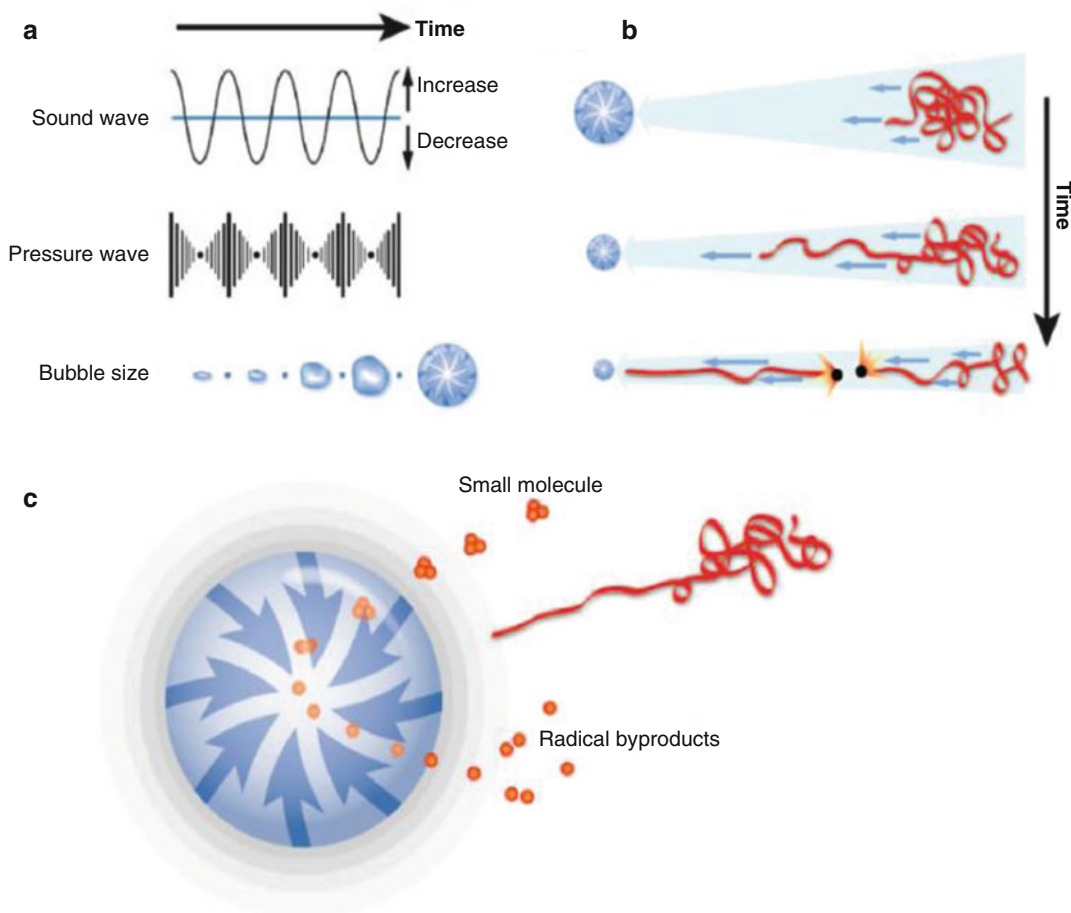 a
Time
Sound wave
Increase
Decrease
Pressure wave
Bubble size
b
Time
c
Small molecule
Radical byproducts